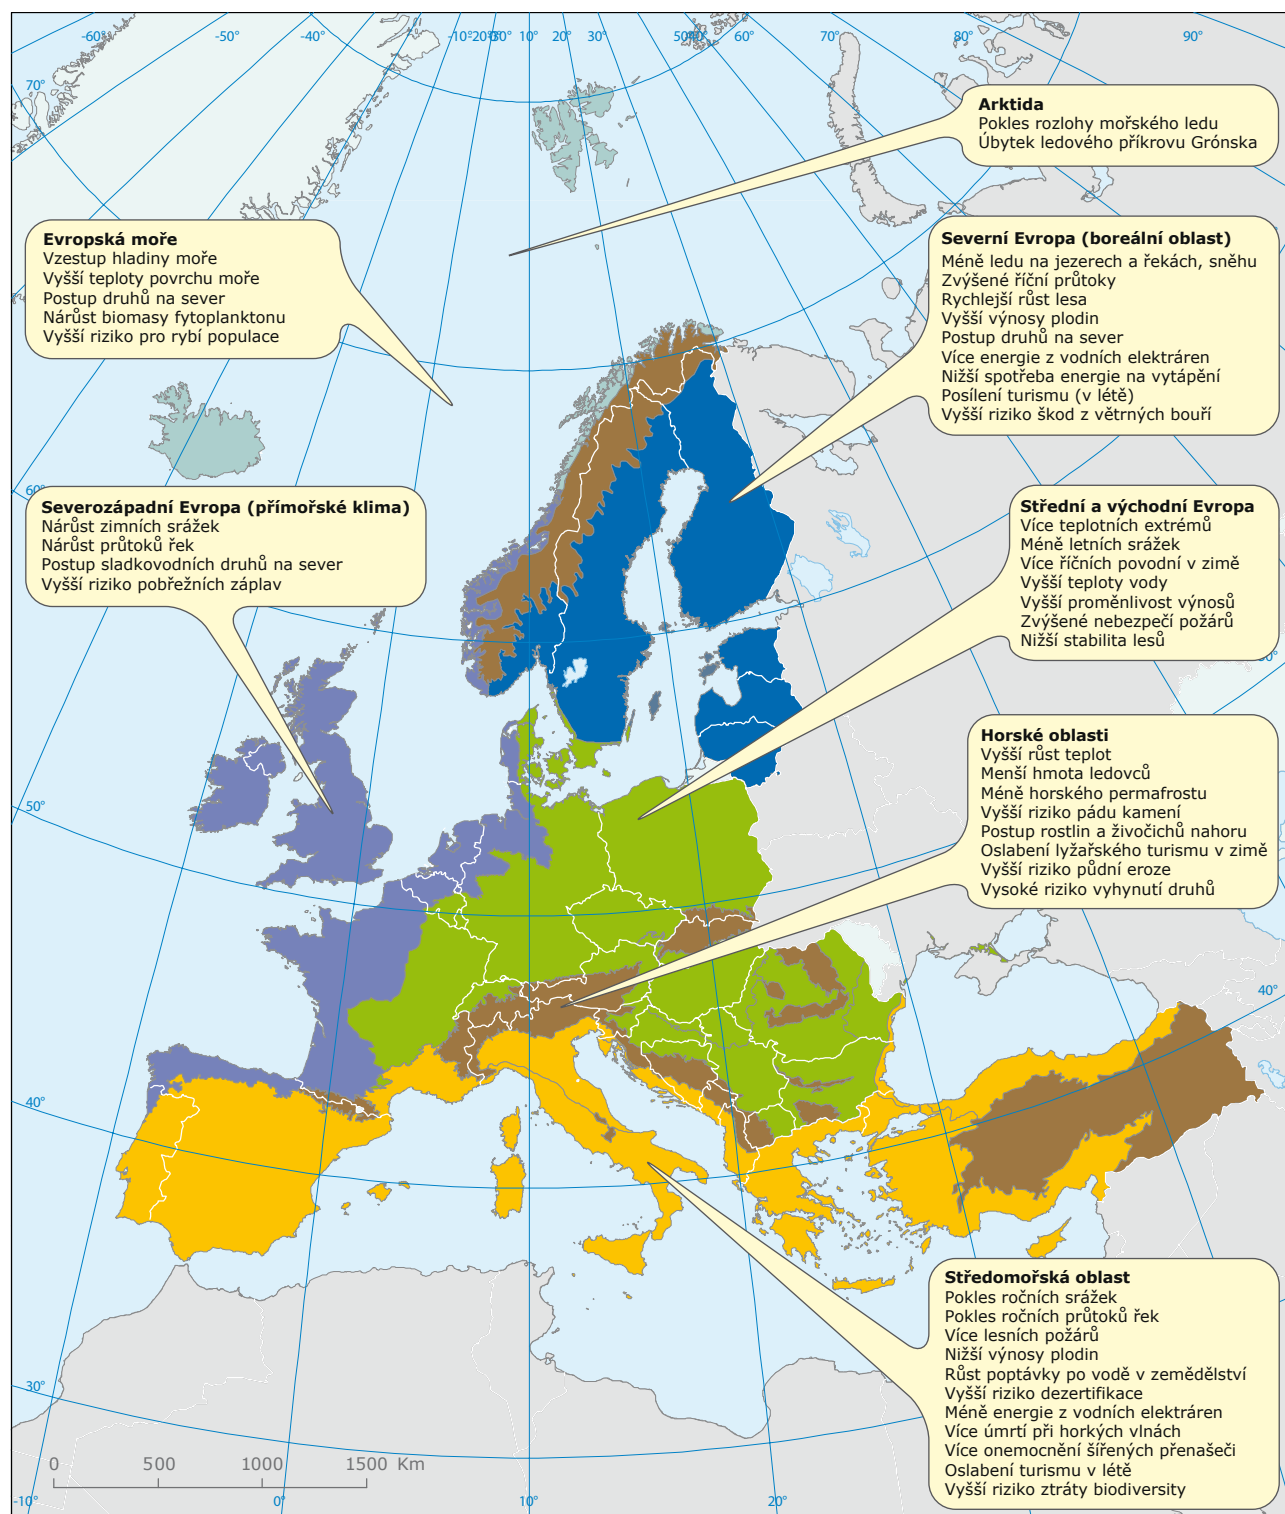 -60°
-50°
-40°
-10°
-20°
0°
10°
20°
30°
50°
60°
70°
80°
90°
70°
Arktida
Pokles rozlohy mořského ledu
Úbytek ledového příkrovu Grónska
Evropská moře
Vzestup hladiny moře
Vyšší teploty povrchu moře
Postup druhů na sever
Nárůst biomasy fytoplanktonu
Vyšší riziko pro rybí populace
Severní Evropa (boreální oblast)
Méně ledu na jezerech a řekách, sněhu
Zvýšené říční průtoky
Rychlejší růst lesa
Vyšší výnosy plodin
Postup druhů na sever
Více energie z vodních elektráren
Nižší spotřeba energie na vytápění
Posílení turismu (v létě)
Vyšší riziko škod z větrných bouří
60°
Severozápadní Evropa (přímořské klima)
Nárůst zimních srážek
Nárůst průtoků řek
Postup sladkovodních druhů na sever
Vyšší riziko pobřežních záplav
Střední a východní Evropa
Více teplotních extrémů
Méně letních srážek
Více říčních povodní v zimě
Vyšší teploty vody
Vyšší proměnlivost výnosů
Zvýšené nebezpečí požárů
Nižší stabilita lesů
50°
Horské oblasti
Vyšší růst teplot
Menší hmota ledovců
Méně horského permafrostu
Vyšší riziko pádu kamení
Postup rostlin a živočichů nahoru
Oslabení lyžařského turismu v zimě
Vyšší riziko půdní eroze
Vysoké riziko vyhynutí druhů
40°
40°
Středomořská oblast
Pokles ročních srážek
Pokles ročních průtoků řek
Více lesních požárů
Nižší výnosy plodin
Růst poptávky po vodě v zemědělství
Vyšší riziko dezertifikace
Méně energie z vodních elektráren
Více úmrtí při horkých vlnách
Více onemocnění šířených přenašeči
Oslabení turismu v létě
Vyšší riziko ztráty biodiversity
30°
0 500 1000 1500 Km
-10°
0°
10°
20°